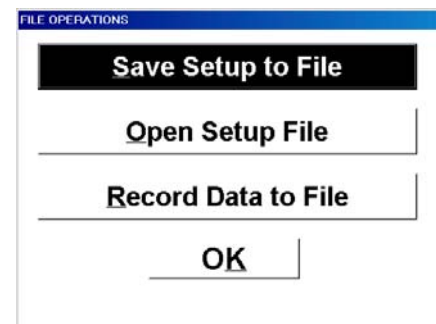 FILE OPERATIONS
Save Setup to File
Open Setup File
Record Data to File
OK